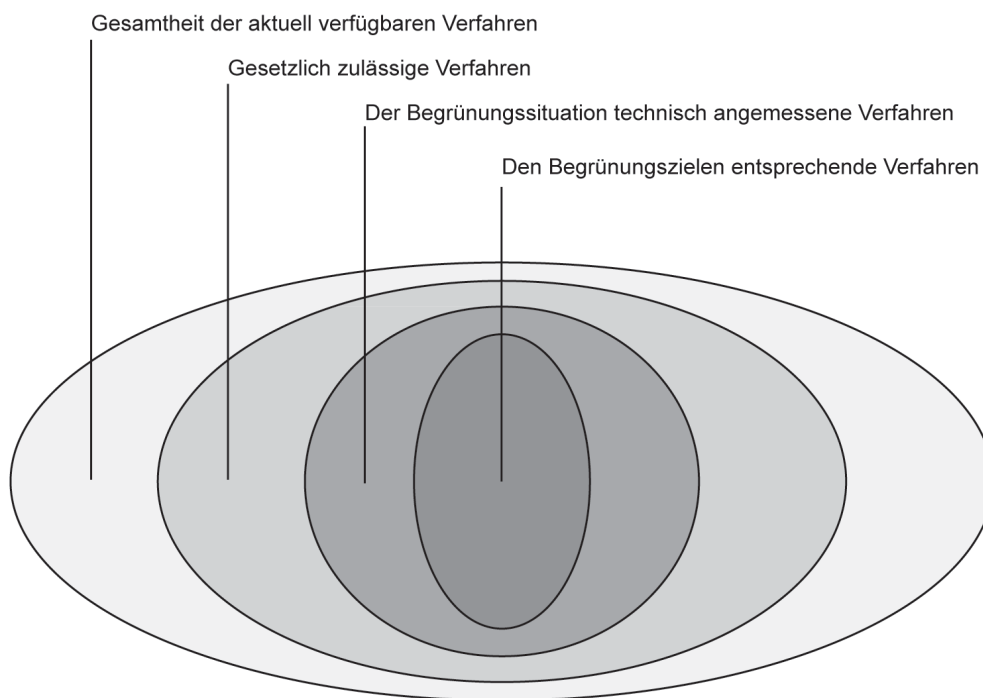 Gesamtheit der aktuell verfügbaren Verfahren
Gesetzlich zulässige Verfahren
Der Begrünungssituation technisch angemessene Verfahren
Den Begrünungszielen entsprechende Verfahren